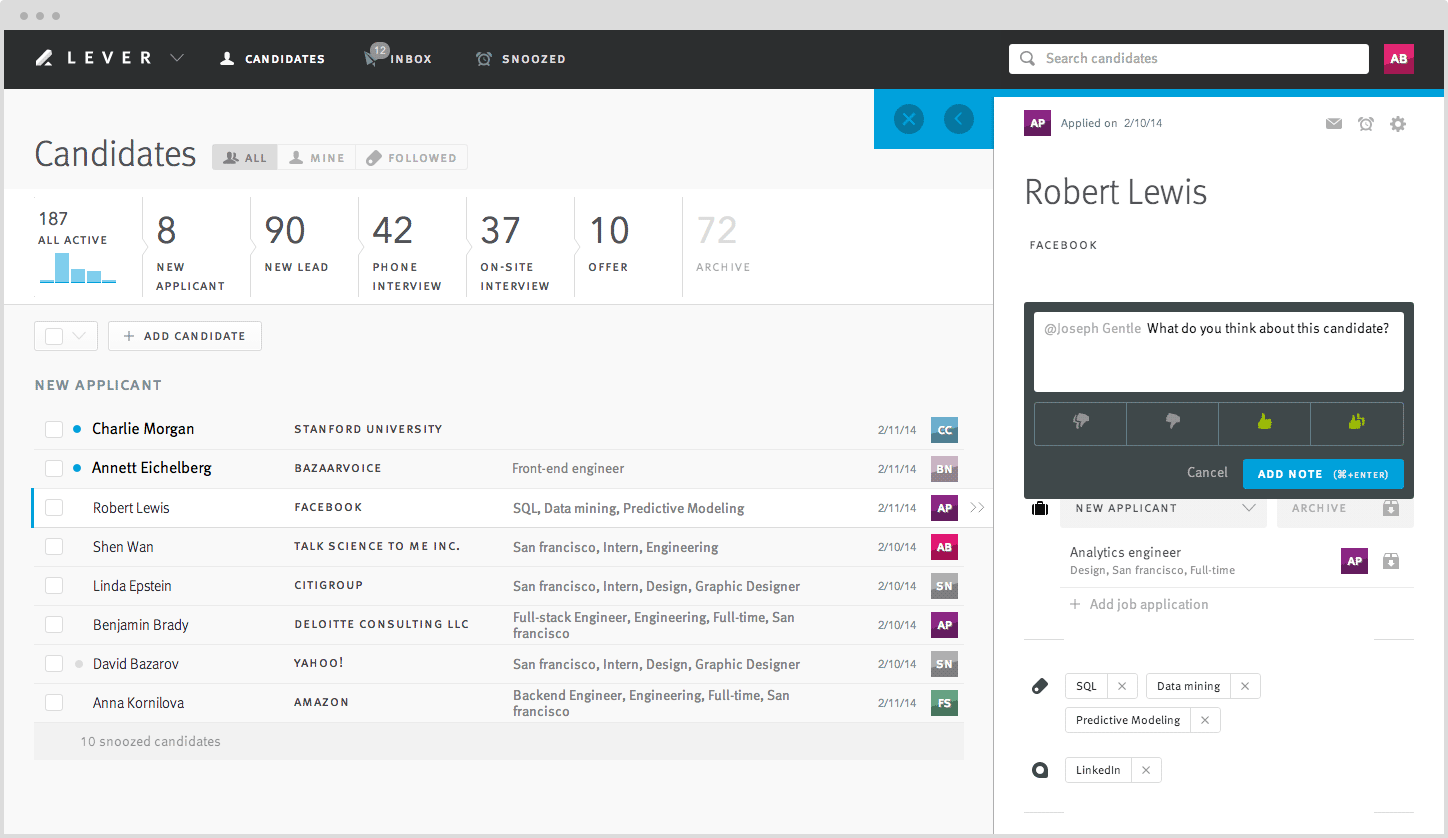 LEVER
CANDIDATES
12
INBOX
SNOOZED
Search candidates
AB
Candidates
ALL
MINE
FOLLOWED
187
ALL ACTIVE
8
NEW
APPLICANT
90
NEW LEAD
42
PHONE
INTERVIEW
37
ON-SITE
INTERVIEW
10
OFFER
72
ARCHIVE
+ ADD CANDIDATE
NEW APPLICANT
Charlie Morgan STANFORD UNIVERSITY 2/11/14 CC
Annett Eichelberg BAZAARVOICE Front-end engineer 2/11/14 BN
Robert Lewis FACEBOOK SQL, Data mining, Predictive Modeling 2/11/14 AP
Shen Wan TALK SCIENCE TO ME INC. San francisco, Intern, Engineering 2/10/14 AB
Linda Epstein CITIGROUP San francisco, Intern, Design, Graphic Designer 2/10/14 SN
Benjamin Brady DELOITTE CONSULTING LLC Full-stack Engineer, Engineering, Full-time, San
francisco 2/10/14 AP
David Bazarov YAHOO! San francisco, Intern, Design, Graphic Designer 2/10/14 SN
Anna Kornilova AMAZON Backend Engineer, Engineering, Full-time, San
francisco 2/11/14 FS
10 snoozed candidates
AP Applied on 2/10/14
Robert Lewis
FACEBOOK
@Joseph Gentle What do you think about this candidate?
Cancel
ADD NOTE (⌘+ENTER)
NEW APPLICANT
ARCHIVE
Analytics engineer
Design, San francisco, Full-time
AP
+ Add job application
SQL
Data mining
Predictive Modeling
LinkedIn